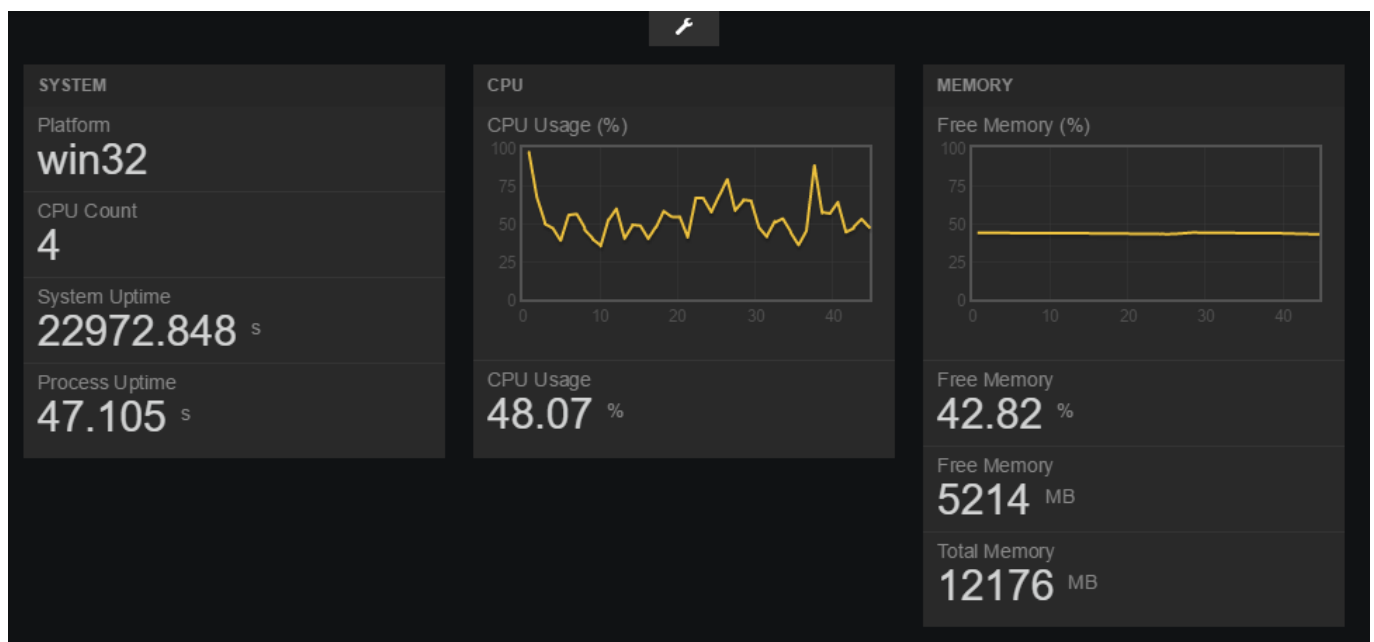 SYSTEM
Platform
win32
CPU Count
4
System Uptime
22972.848 s
Process Uptime
47.105 s
CPU
CPU Usage (%)
100
75
50
25
0
0 10 20 30 40
CPU Usage
48.07 %
MEMORY
Free Memory (%)
100
75
50
25
0
0 10 20 30 40
Free Memory
42.82 %
Free Memory
5214 MB
Total Memory
12176 MB